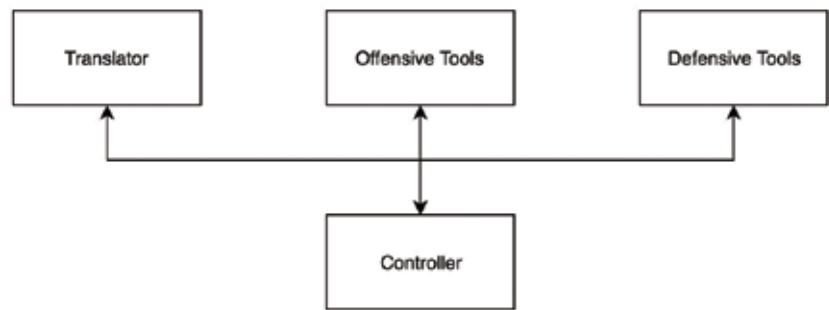 Translator
Offensive Tools
Defensive Tools
Controller